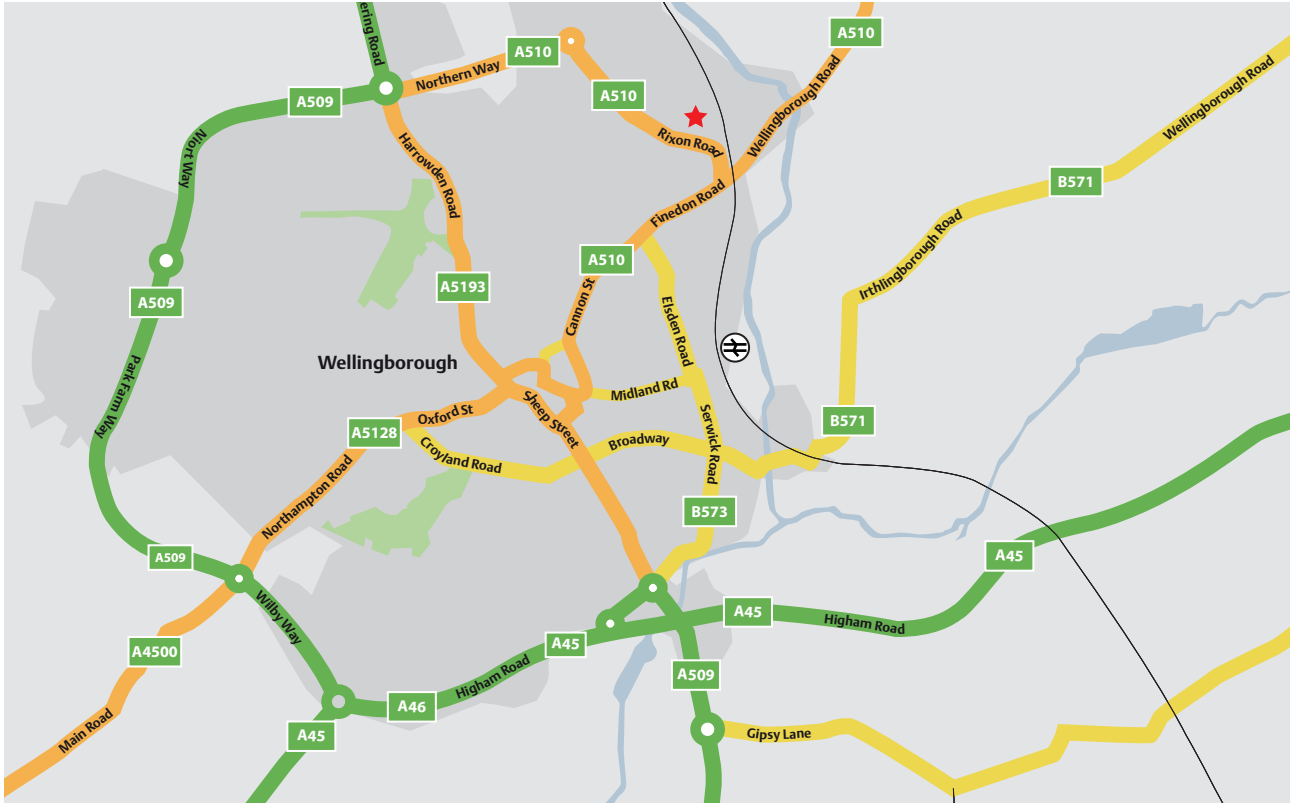 ering Road
A510
A510
Northern Way
A509
A510
Wellingborough Road
Wellingborough Road
Rixon Road
Harrowden Road
Niort Way
B571
Finedon Road
Irthlingborough Road
A510
A5193
A509
Cannon St
Elsden Road
Wellingborough
Park Farm Way
Midland Rd
Oxford St
Sheep Street
A5128
B571
Croyland Road
Broadway
Serwick Road
Northampton Road
B573
A509
A45
Wilby Way
A45
Higham Road
A45
A4500
Higham Road
A509
A46
Main Road
A45
Gipsy Lane